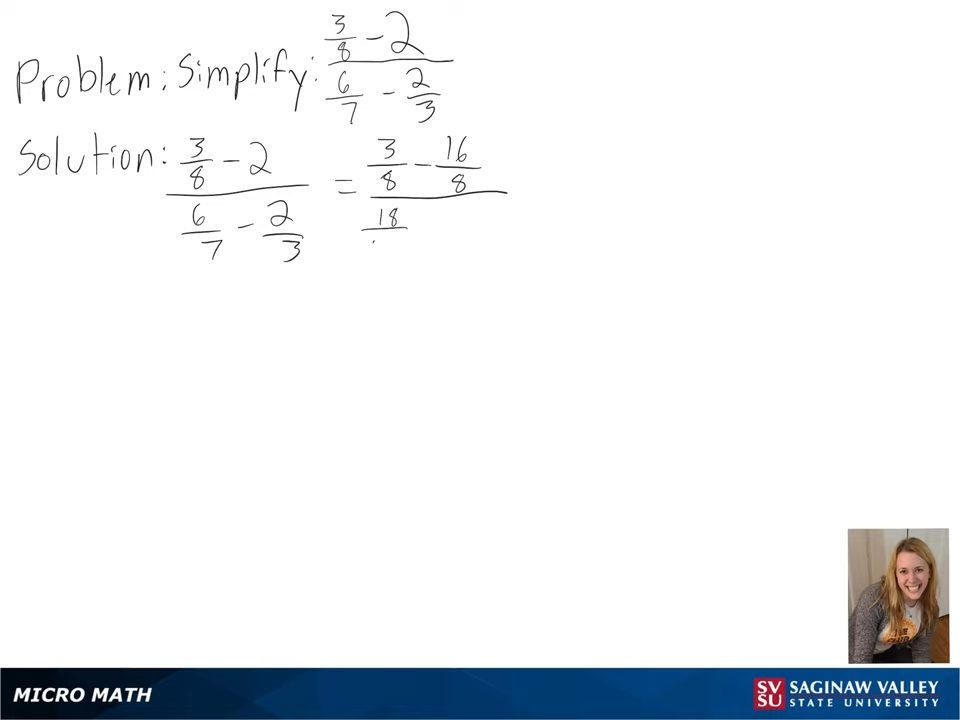 3/8 - 2
Problem: Simplify:
6/7 - 2/3
Solution: 3/8 - 2 = 3/8 - 16/8
6/7 - 2/3 18
MICRO MATH
SV SU SAGINAW VALLEY
STATE UNIVERSITY